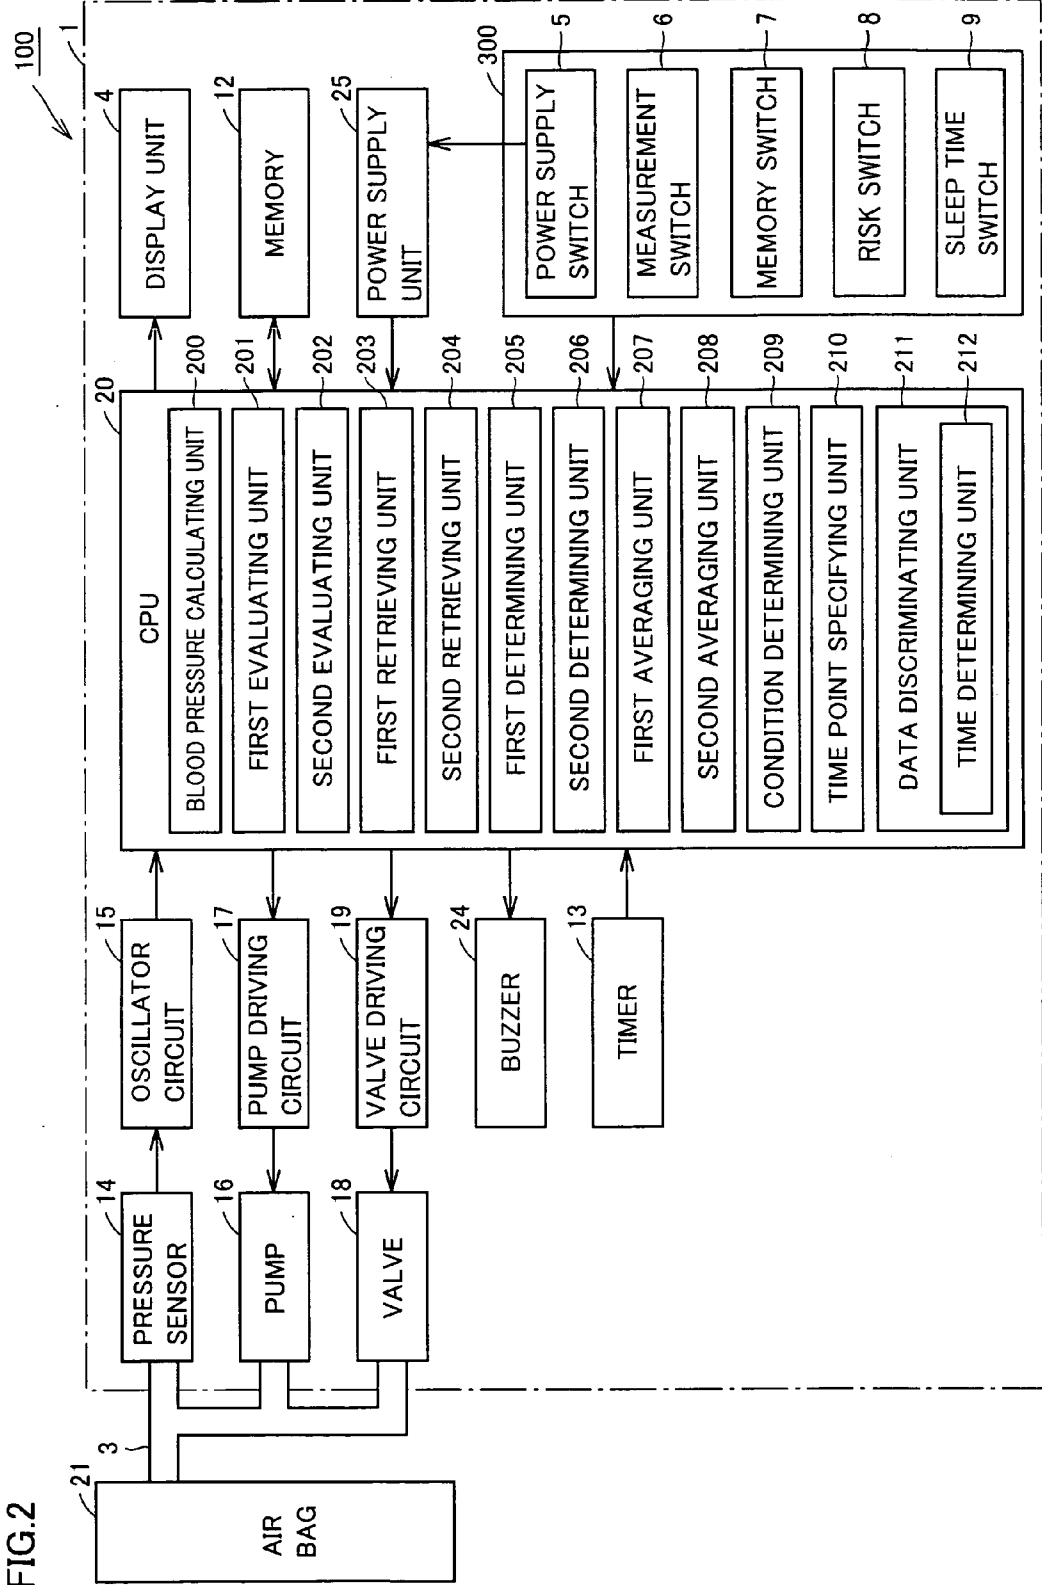 FIG.2
100
1
21
AIR
BAG
3
14
PRESSURE
SENSOR
16
PUMP
18
VALVE
15
OSCILLATOR
CIRCUIT
17
PUMP DRIVING
CIRCUIT
19
VALVE DRIVING
CIRCUIT
24
BUZZER
13
TIMER
20
CPU
BLOOD PRESSURE CALCULATING UNIT
200
FIRST EVALUATING UNIT
201
SECOND EVALUATING UNIT
202
FIRST RETRIEVING UNIT
203
SECOND RETRIEVING UNIT
204
FIRST DETERMINING UNIT
205
SECOND DETERMINING UNIT
206
FIRST AVERAGING UNIT
207
SECOND AVERAGING UNIT
208
CONDITION DETERMINING UNIT
209
TIME POINT SPECIFYING UNIT
210
DATA DISCRIMINATING UNIT
211
TIME DETERMINING UNIT
212
4
DISPLAY UNIT
12
MEMORY
25
POWER SUPPLY
UNIT
300
POWER SUPPLY
SWITCH
5
MEASUREMENT
SWITCH
6
MEMORY SWITCH
7
RISK SWITCH
8
SLEEP TIME
SWITCH
9